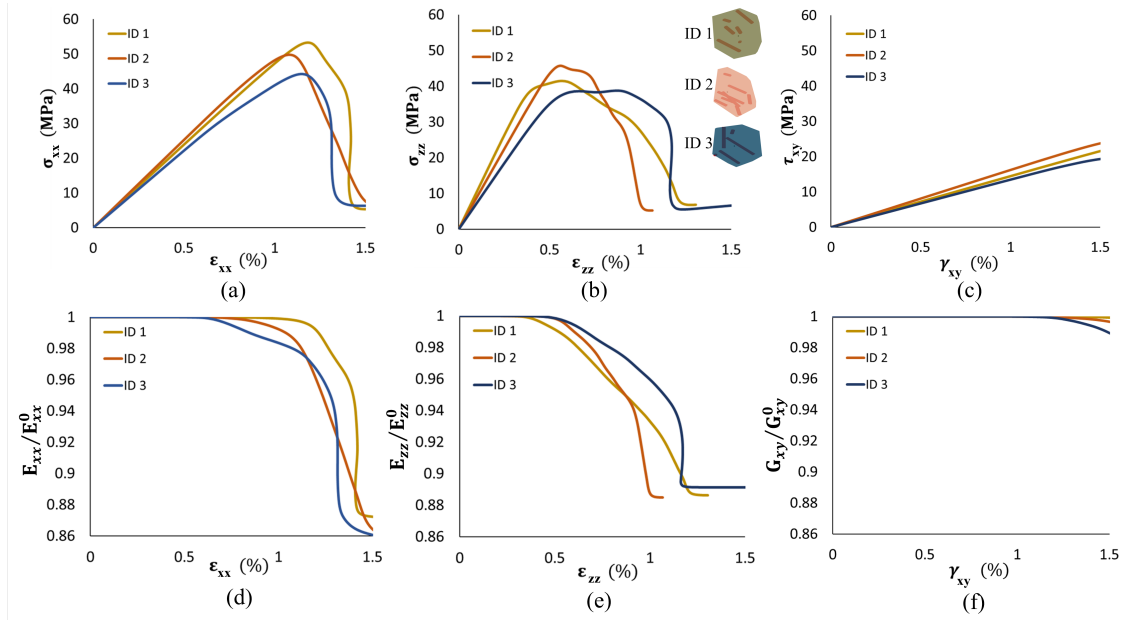 60
50
40
30
20
10
0
σxx (MPa)
ID 1
ID 2
ID 3
0 0.5 1 1.5
εxx (%)
(a)
60
50
40
30
20
10
0
σzz (MPa)
ID 1
ID 2
ID 3
ID 1
ID 2
ID 3
0 0.5 1 1.5
εzz (%)
(b)
60
50
40
30
20
10
0
τxy (MPa)
ID 1
ID 2
ID 3
0 0.5 1 1.5
γxy (%)
(c)
1
0.98
0.96
0.94
0.92
0.9
0.88
0.86
Exx/E⁰xx
ID 1
ID 2
ID 3
0 0.5 1 1.5
εxx (%)
(d)
1
0.98
0.96
0.94
0.92
0.9
0.88
0.86
Ezz/E⁰zz
ID 1
ID 2
ID 3
0 0.5 1 1.5
εzz (%)
(e)
1
0.98
0.96
0.94
0.92
0.9
0.88
0.86
Gxy/G⁰xy
ID 1
ID 2
ID 3
0 0.5 1 1.5
γxy (%)
(f)